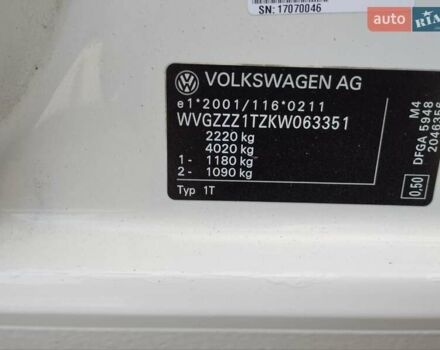 SN: 17070046
AUTO
RIA
VOLKSWAGEN AG
e1*2001/116*0211
WVGZZZ1TZKW063351
2220 kg
4020 kg
1 - 1180 kg
2 - 1090 kg
Typ 1T
0,50
DFGA 5948
M4